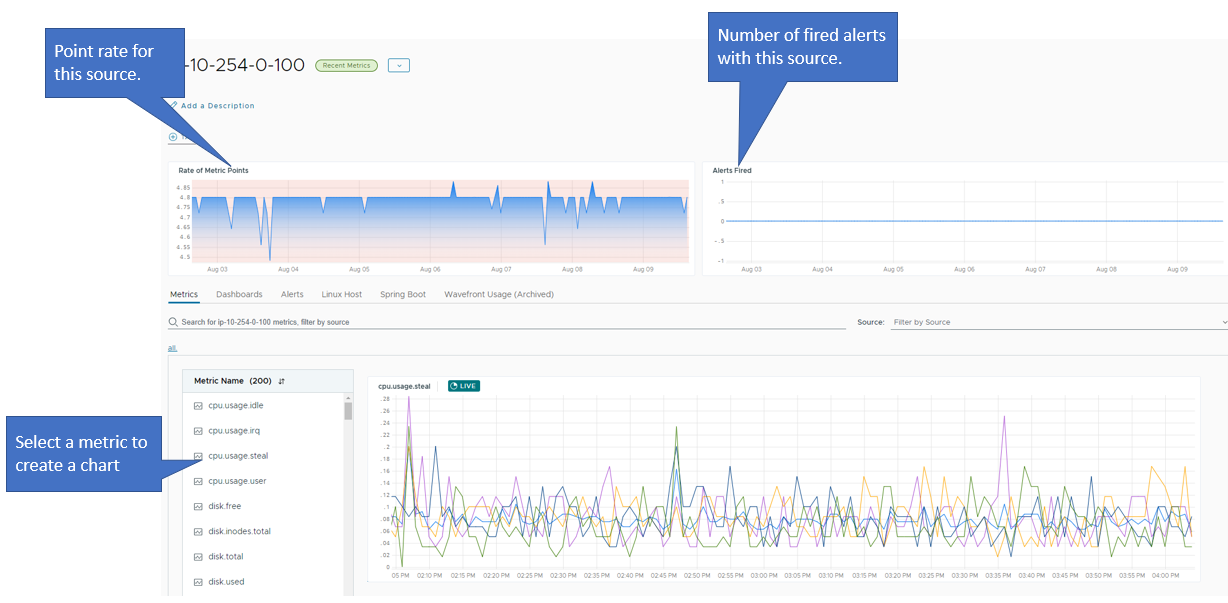 Point rate for
this source.
Number of fired alerts
with this source.
-10-254-0-100
Recent Metrics
Add a Description
Rate of Metric Points
4.85
4.8
4.75
4.7
4.65
4.6
4.55
4.5
Aug 03 Aug 04 Aug 05 Aug 06 Aug 07 Aug 08 Aug 09
Alerts Fired
1
.5
0
-.5
-1
Aug 03 Aug 04 Aug 05 Aug 06 Aug 07 Aug 08 Aug 09
Metrics Dashboards Alerts Linux Host Spring Boot Wavefront Usage (Archived)
Search for ip-10-254-0-100 metrics, filter by source
Source: Filter by Source
all.
Metric Name (200)
cpu.usage.idle
cpu.usage.irq
cpu.usage.steal
cpu.usage.user
disk.free
disk.inodes.total
disk.total
disk.used
Select a metric to
create a chart
cpu.usage.steal LIVE
.28
.26
.24
.22
.2
.18
.16
.14
.12
.1
.08
.06
.04
.02
0
05 PM 02:10 PM 02:15 PM 02:20 PM 02:25 PM 02:30 PM 02:35 PM 02:40 PM 02:45 PM 02:50 PM 02:55 PM 03:00 PM 03:05 PM 03:10 PM 03:15 PM 03:20 PM 03:25 PM 03:30 PM 03:35 PM 03:40 PM 03:45 PM 03:50 PM 03:55 PM 04:00 PM